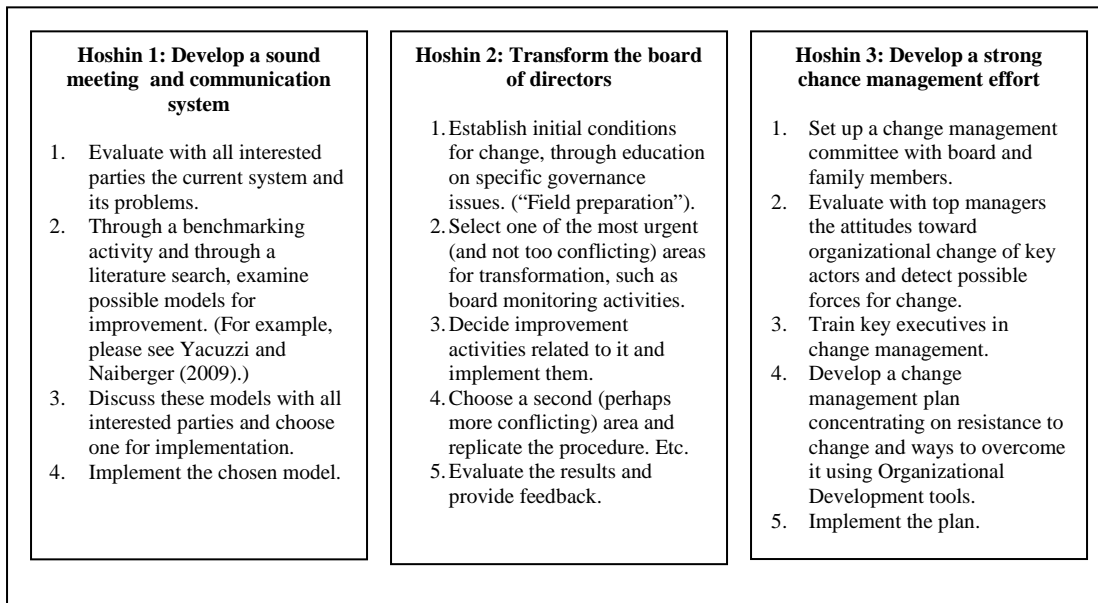 Hoshin 1: Develop a sound
meeting and communication
system
1. Evaluate with all interested
parties the current system and
its problems.
2. Through a benchmarking
activity and through a
literature search, examine
possible models for
improvement. (For example,
please see Yacuzzi and
Naiberger (2009).)
3. Discuss these models with all
interested parties and choose
one for implementation.
4. Implement the chosen model.
Hoshin 2: Transform the board
of directors
1. Establish initial conditions
for change, through education
on specific governance
issues. (“Field preparation”).
2. Select one of the most urgent
(and not too conflicting) areas
for transformation, such as
board monitoring activities.
3. Decide improvement
activities related to it and
implement them.
4. Choose a second (perhaps
more conflicting) area and
replicate the procedure. Etc.
5. Evaluate the results and
provide feedback.
Hoshin 3: Develop a strong
chance management effort
1. Set up a change management
committee with board and
family members.
2. Evaluate with top managers
the attitudes toward
organizational change of key
actors and detect possible
forces for change.
3. Train key executives in
change management.
4. Develop a change
management plan
concentrating on resistance to
change and ways to overcome
it using Organizational
Development tools.
5. Implement the plan.